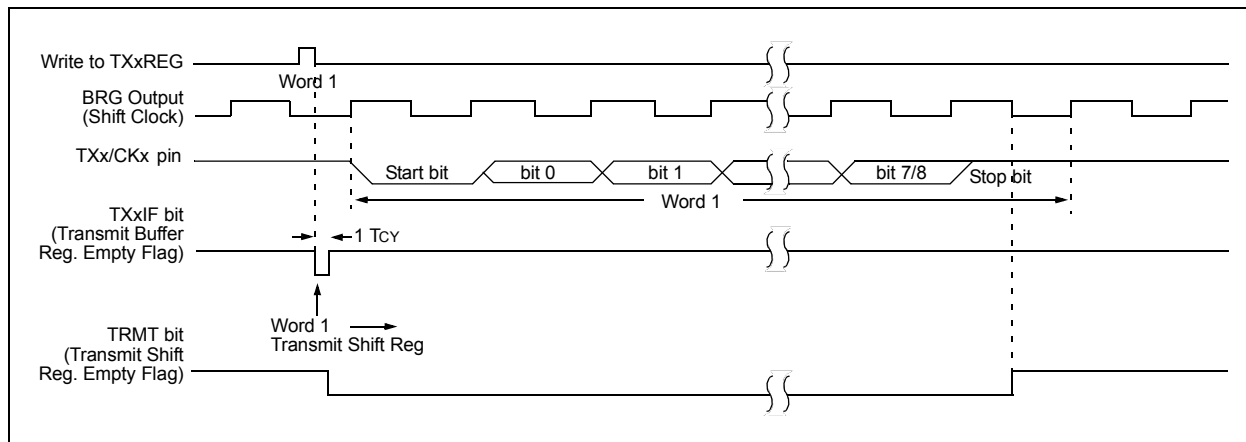 Write to TXxREG
Word 1
BRG Output
(Shift Clock)
TXx/CKx pin
Start bit
bit 0
bit 1
bit 7/8
Stop bit
Word 1
TXxIF bit
(Transmit Buffer
Reg. Empty Flag)
1 TCY
Word 1
Transmit Shift Reg
TRMT bit
(Transmit Shift
Reg. Empty Flag)